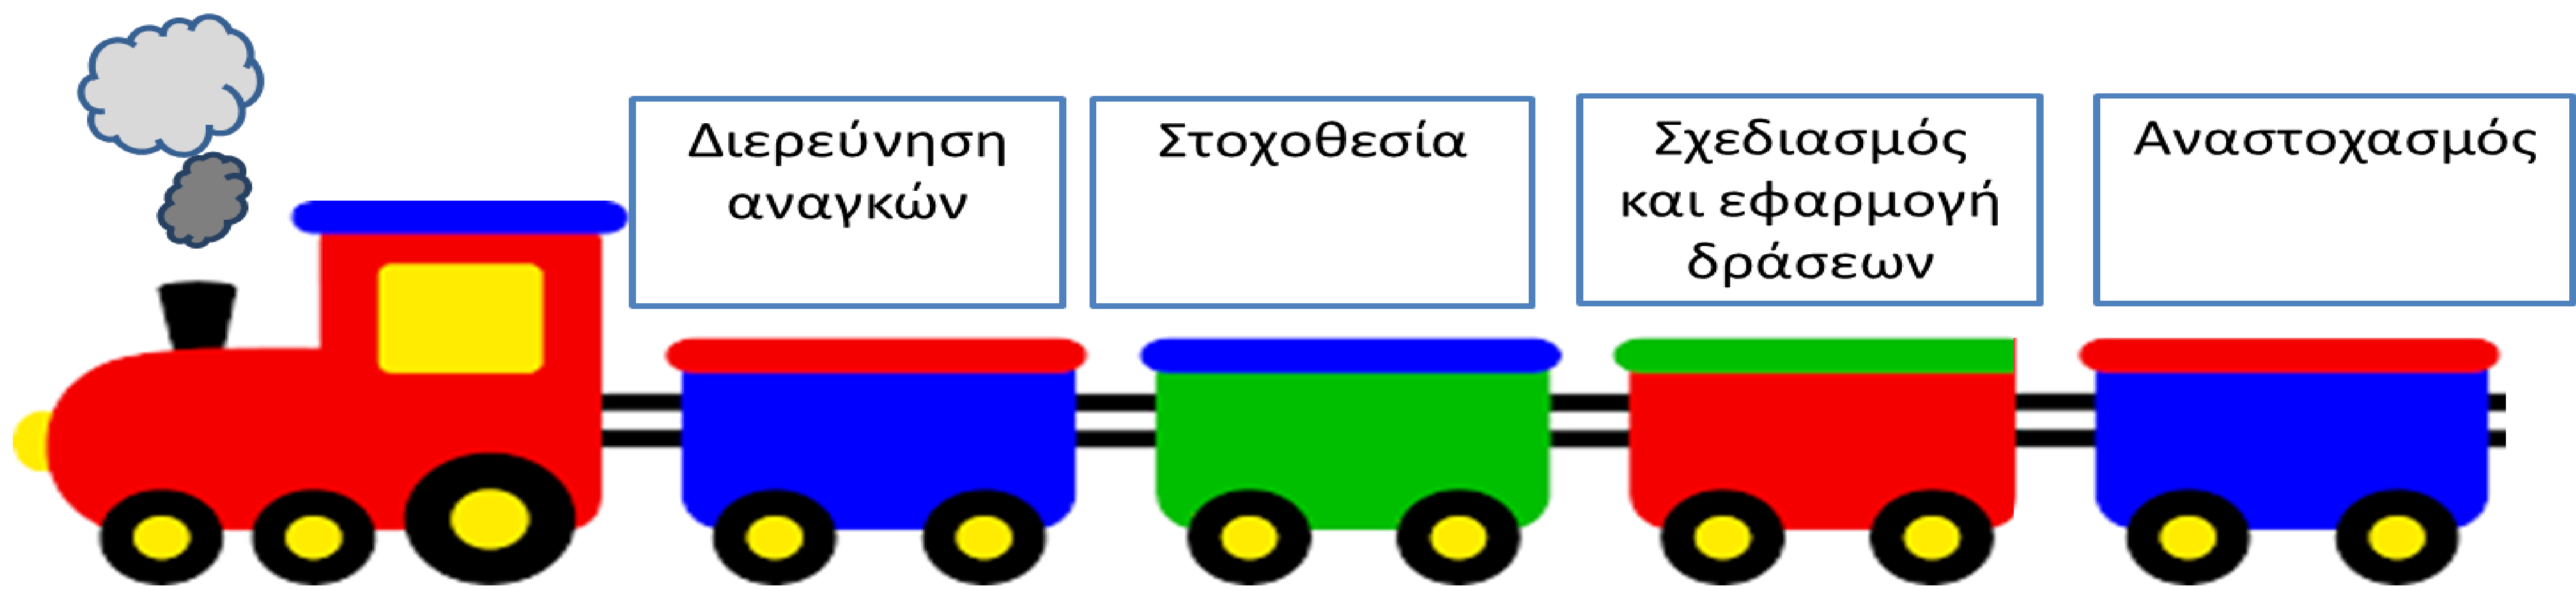 Διερεύνηση
αναγκών
Στοχοθεσία
Σχεδιασμός
και εφαρμογή
δράσεων
Αναστοχασμός